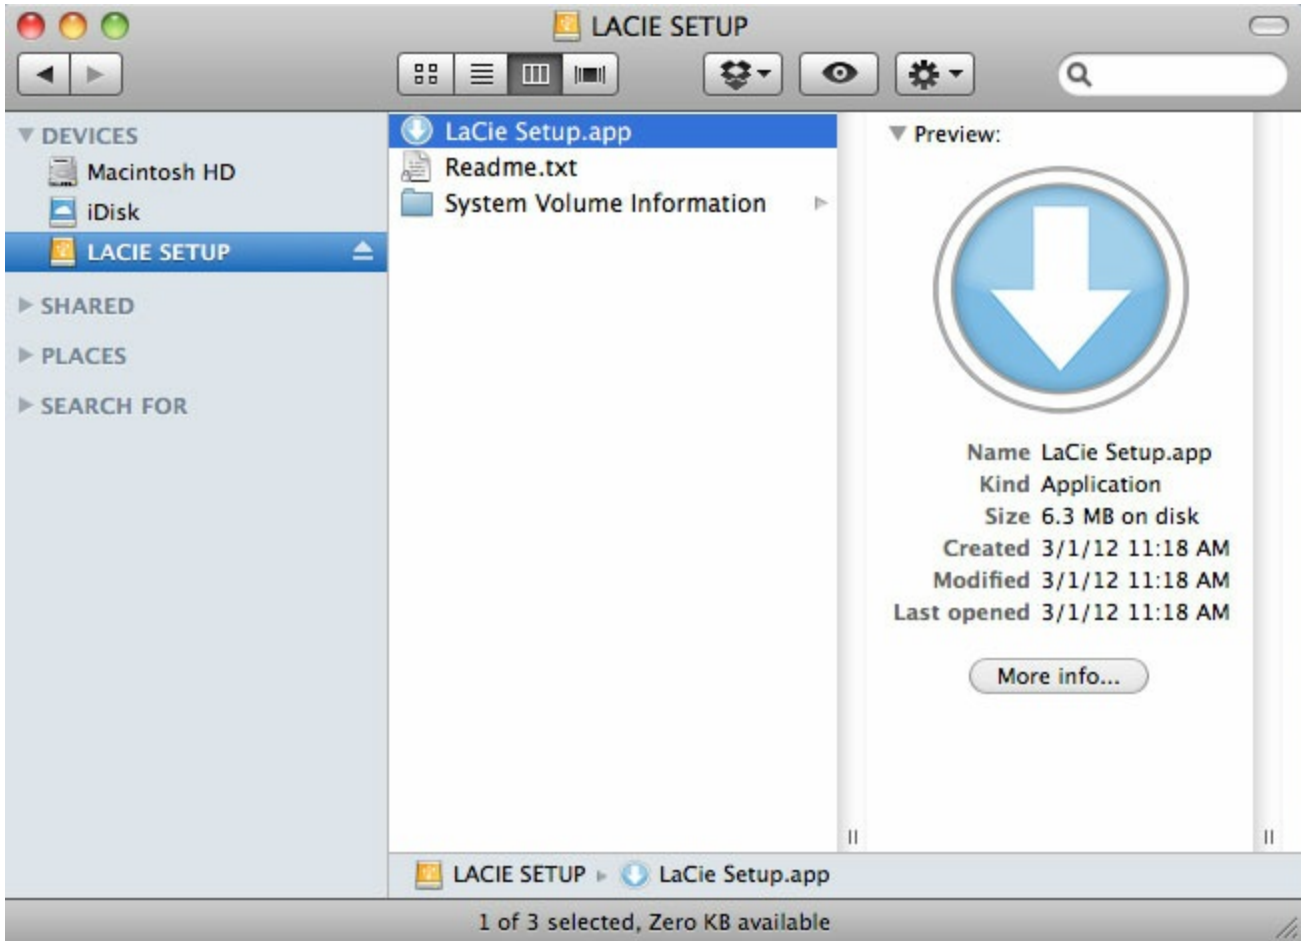 LACIE SETUP
DEVICES
Macintosh HD
iDisk
LACIE SETUP
SHARED
PLACES
SEARCH FOR
LaCie Setup.app
Readme.txt
System Volume Information
Preview:
Name LaCie Setup.app
Kind Application
Size 6.3 MB on disk
Created 3/1/12 11:18 AM
Modified 3/1/12 11:18 AM
Last opened 3/1/12 11:18 AM
More info...
LACIE SETUP LaCie Setup.app
1 of 3 selected, Zero KB available